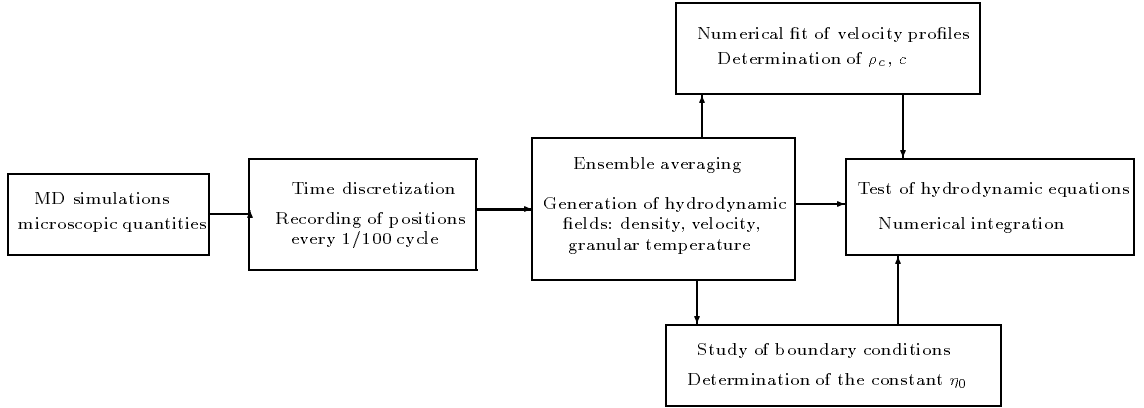 Numerical fit of velocity profiles
Determination of ρ_c, c
MD simulations
microscopic quantities
Time discretization
Recording of positions
every 1/100 cycle
Ensemble averaging
Generation of hydrodynamic
fields: density, velocity,
granular temperature
Test of hydrodynamic equations
Numerical integration
Study of boundary conditions
Determination of the constant η₀